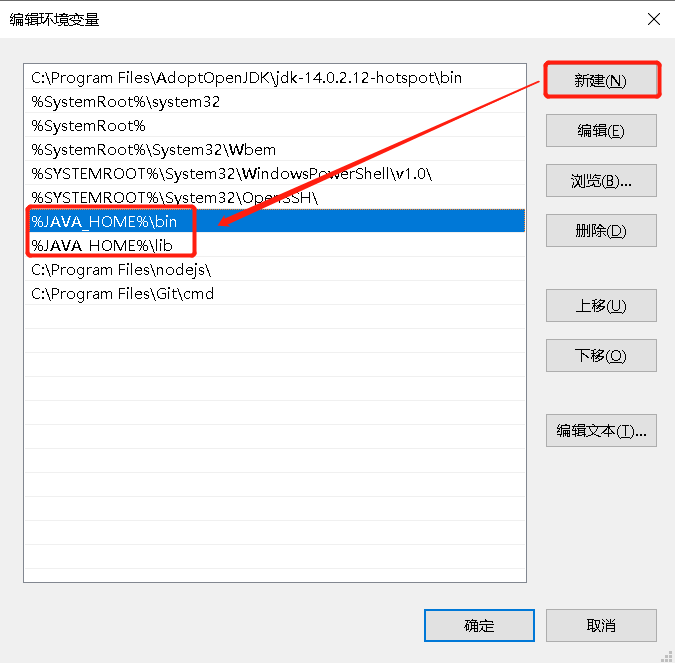 编辑环境变量
C:\Program Files\AdoptOpenJDK\jdk-14.0.2.12-hotspot\bin
%SystemRoot%\system32
%SystemRoot%
%SystemRoot%\System32\Wbem
%SYSTEMROOT%\System32\WindowsPowerShell\v1.0\
%SYSTEMROOT%\System32\OpenSSH\
%JAVA_HOME%\bin
%JAVA_HOME%\lib
C:\Program Files\nodejs\
C:\Program Files\Git\cmd
新建(N)
编辑(E)
浏览(B)...
删除(D)
上移(U)
下移(O)
编辑文本(T)...
确定
取消